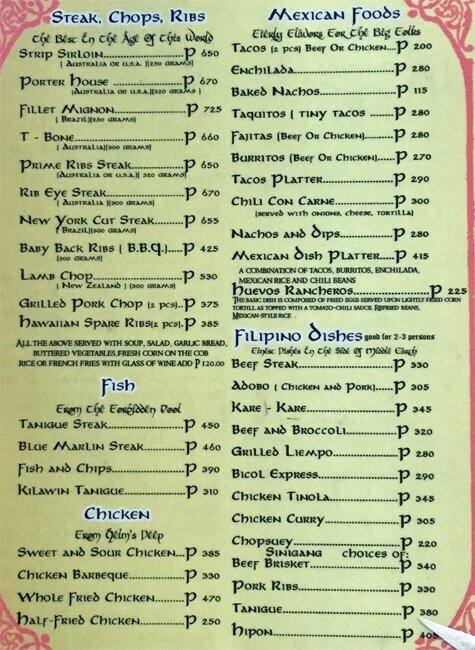 Steak, Chops, Ribs
The Best In The Age Of This World
Strip Sirloin P 650
( Australia or U.S.A. )(250 grams)
Porter House P 670
(Australia or U.S.A.)(320 grams )
Fillet Mignon P 725
( Brazil)(250 grams)
T - Bone P 660
( Australia)(300 grams)
Prime Ribs Steak P 650
(Australia or U.S.A.)( 320 grams )
Rib Eye Steak P 670
( Australia)(300 grams)
New York Cut Steak P 655
(Brazil)(300 grams)
Baby Back Ribs ( B.B.Q.) P 425
(300 grams)
Lamb Chop P 530
( New Zealand ) (300 grams)
Grilled Pork Chop (2 pcs) P 375
Hawaiian Spare Ribs(2 pcs) P 385
All the above served with soup, salad, garlic bread,
buttered vegetables,fresh corn on the cob
rice or french fries with glass of wine add P 120.00
Fish
From The Forbidden Pool
Tanigue Steak P 450
Blue Marlin Steak P 460
Fish and Chips P 390
Kilawin Tanigue P 310
Chicken
From Helm's Deep
Sweet and Sour Chicken P 385
Chicken Barbeque P 330
Whole Fried Chicken P 470
Half-Fried Chicken P 250
Mexican Foods
Elerly Flavors For The Big Folks
Tacos (2 pcs) Beef Or Chicken P 200
Enchilada P 280
Baked Nachos P 115
Taquitos ( tiny tacos P 280
Fajitas (Beef Or Chicken) P 280
Burritos (Beef Or Chicken) P 270
Tacos Platter P 290
Chili Con Carne P 300
(served with onions, cheese, tortilla)
Nachos and Dips P 280
Mexican Dish Platter P 415
A combination of tacos, burritos, enchilada,
Mexican rice and chili beans
Huevos Rancheros P 225
The basic dish is composed of fried eggs served upon lightly fried corn
tortillas topped with a tomato-chili sauce. Refried beans,
Mexican-style rice
Filipino Dishes good for 2-3 persons
Finest Dishes In The Side Of Middle Earth
Beef Steak P 330
Adobo ( Chicken and Pork) P 305
Kare - Kare P 345
Beef and Broccoli P 320
Grilled Liempo P 280
Bicol Express P 290
Chicken Tinola P 345
Chicken Curry P 305
Chopsuey P 220
Sinigang choices of:
Beef Brisket P 340
Pork Ribs P 330
Tanigue P 380
Hipon P 405